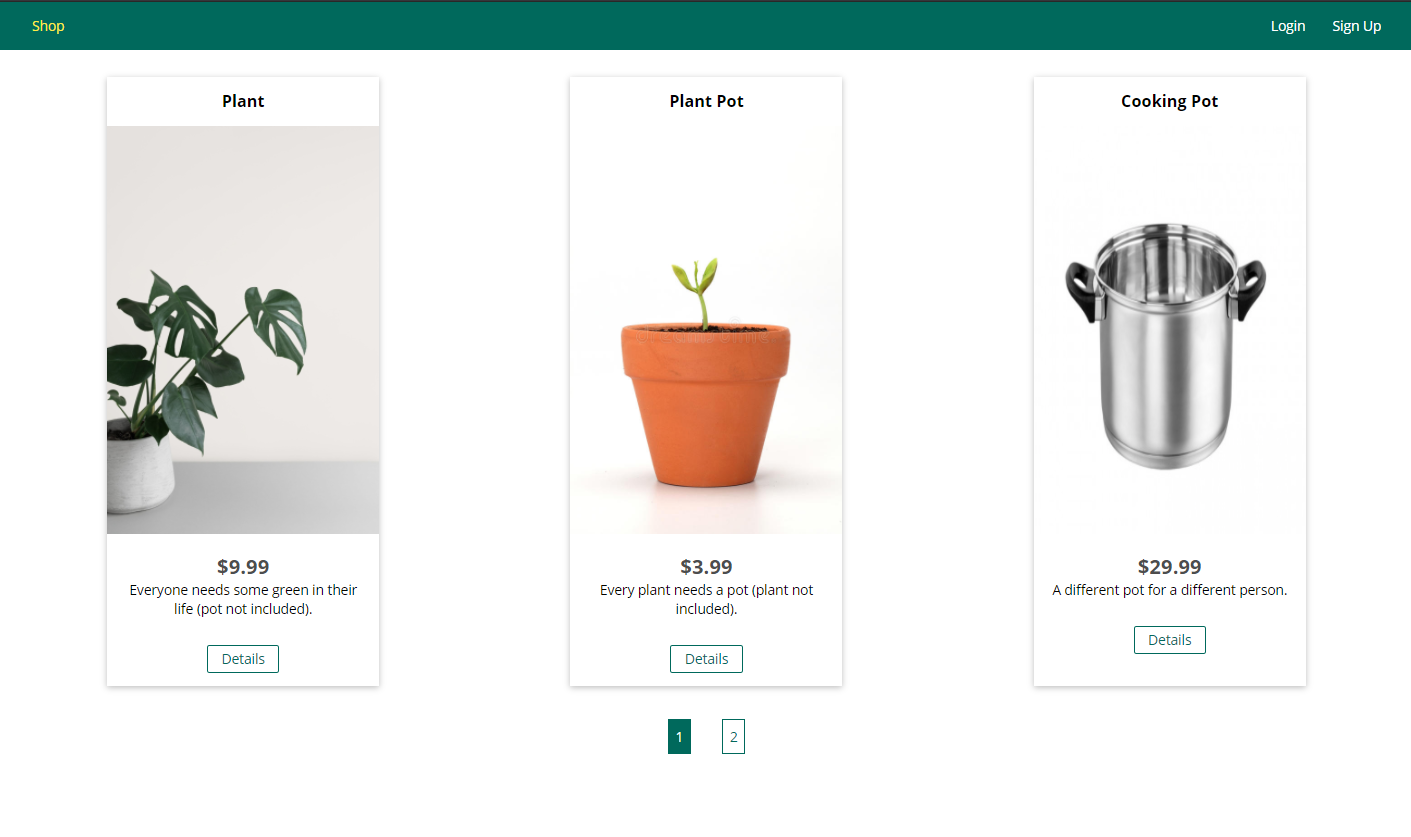 Shop
Login
Sign Up
Plant
Plant Pot
Cooking Pot
$9.99
Everyone needs some green in their
life (pot not included).
Details
$3.99
Every plant needs a pot (plant not
included).
Details
$29.99
A different pot for a different person.
Details
1
2